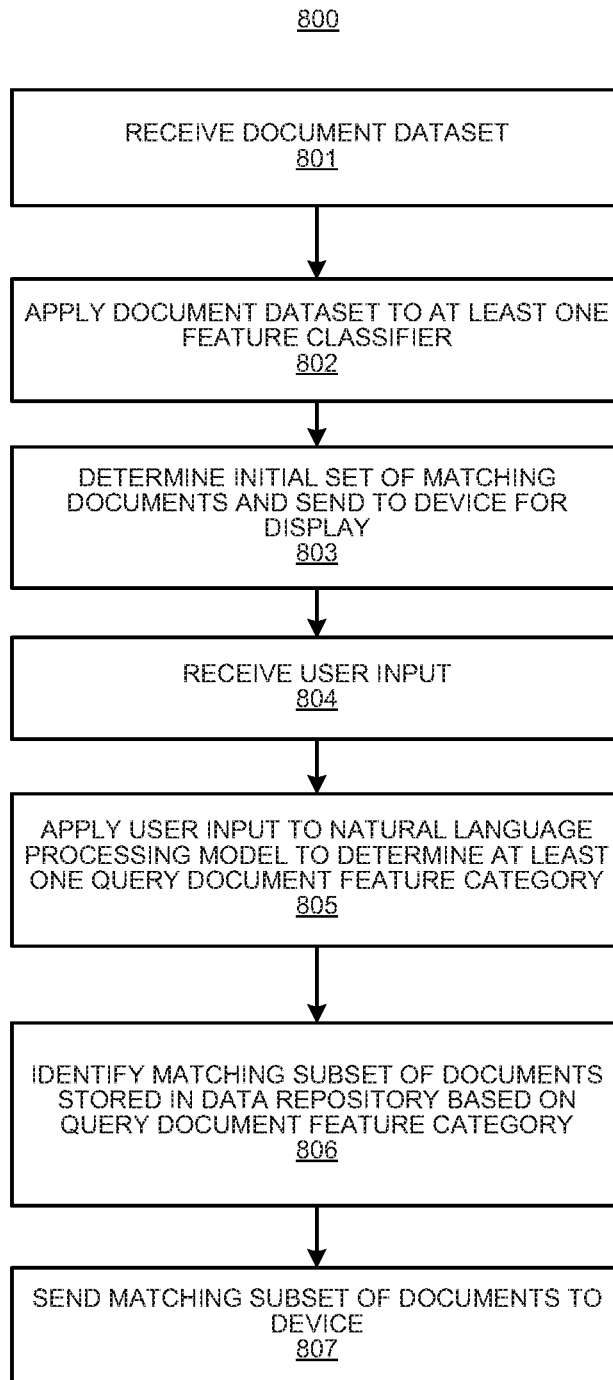 800
RECEIVE DOCUMENT DATASET
801
APPLY DOCUMENT DATASET TO AT LEAST ONE
FEATURE CLASSIFIER
802
DETERMINE INITIAL SET OF MATCHING
DOCUMENTS AND SEND TO DEVICE FOR
DISPLAY
803
RECEIVE USER INPUT
804
APPLY USER INPUT TO NATURAL LANGUAGE
PROCESSING MODEL TO DETERMINE AT LEAST
ONE QUERY DOCUMENT FEATURE CATEGORY
805
IDENTIFY MATCHING SUBSET OF DOCUMENTS
STORED IN DATA REPOSITORY BASED ON
QUERY DOCUMENT FEATURE CATEGORY
806
SEND MATCHING SUBSET OF DOCUMENTS TO
DEVICE
807